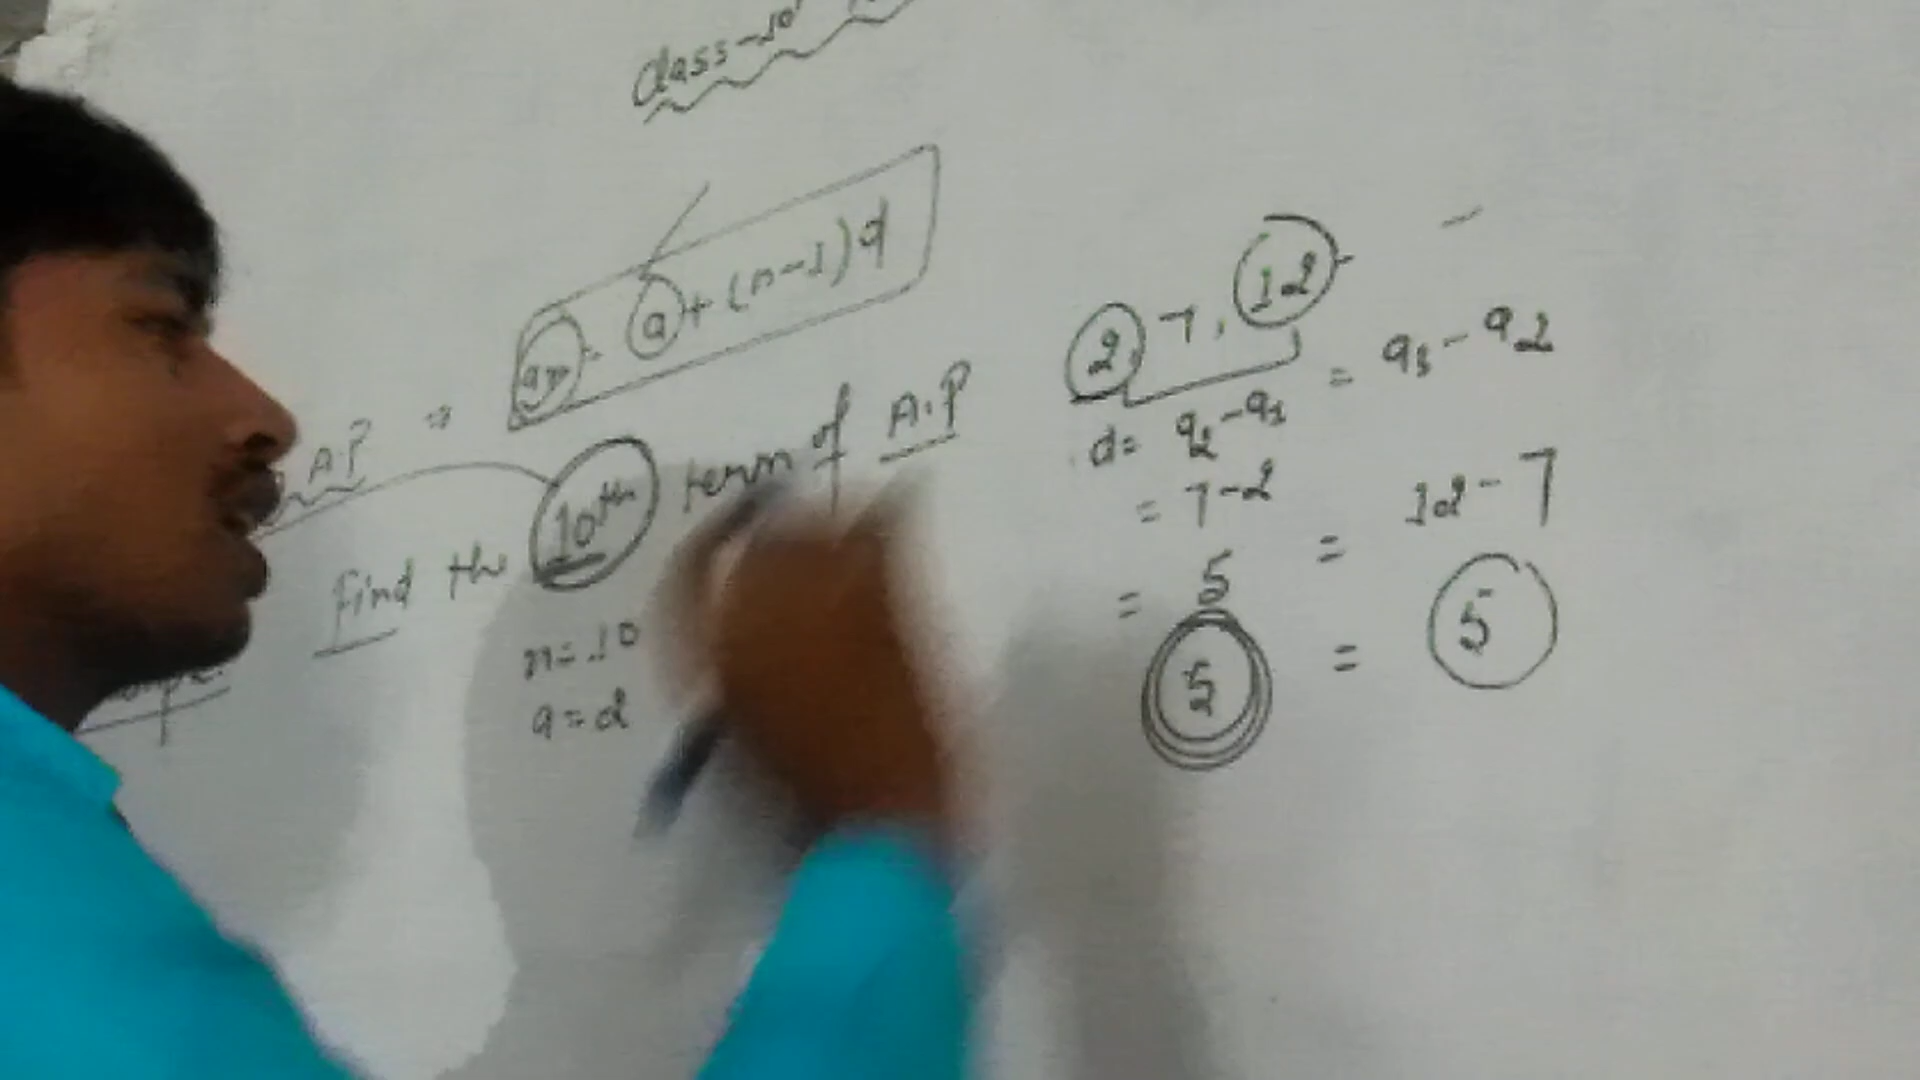 Class-10
an = a+(n-1)d
A.P ⇒
Find the 10th term of A.P
n=10
a=2
2, 7, 12 -
d= a2-a1 = a3-a2
= 7-2 = 12-7
= 5
5 = 5